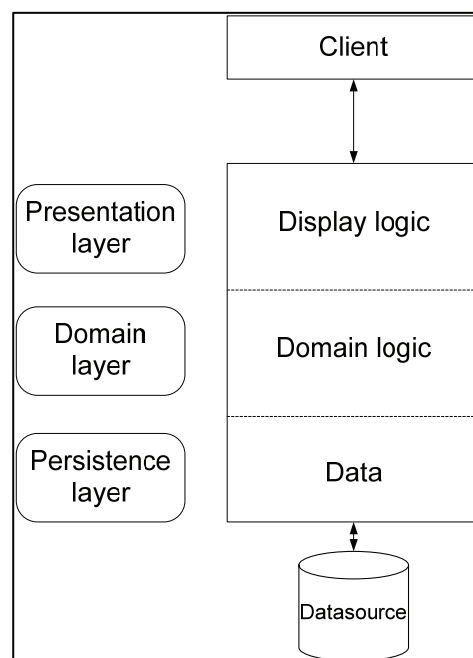 Client
Presentation
layer
Display logic
Domain
layer
Domain logic
Persistence
layer
Data
Datasource